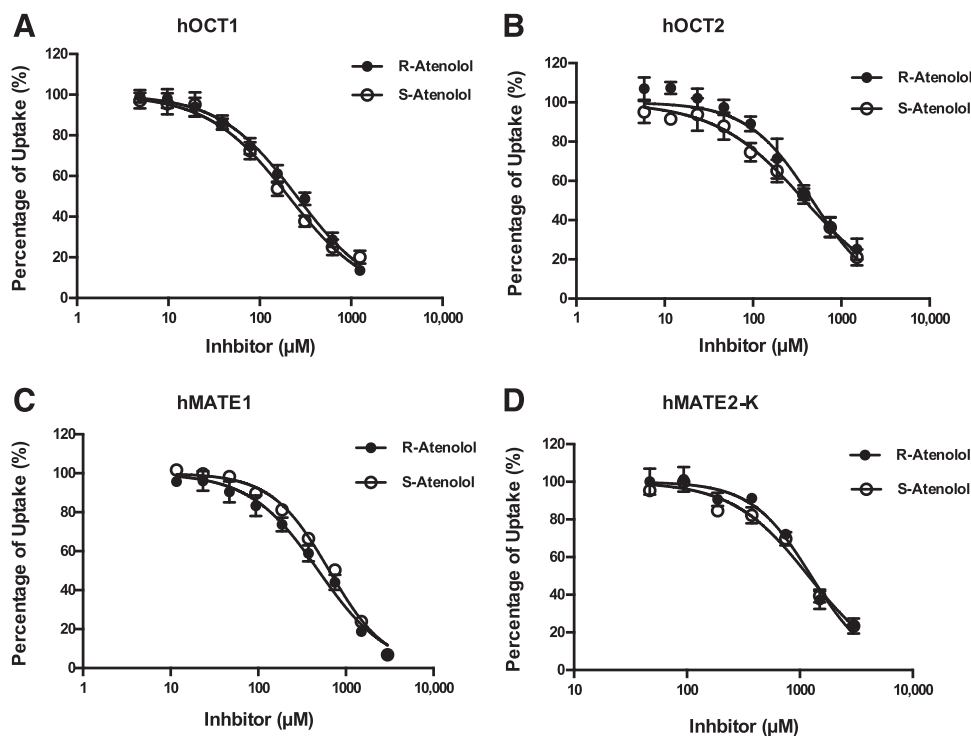 A
hOCT1
Percentage of Uptake (%)
120
100
80
60
40
20
0
1
10
100
1000
10,000
Inhbitor (µM)
R-Atenolol
S-Atenolol
B
hOCT2
Percentage of Uptake (%)
120
100
80
60
40
20
0
1
10
100
1000
10,000
Inhbitor (µM)
R-Atenolol
S-Atenolol
C
hMATE1
Percentage of Uptake (%)
120
100
80
60
40
20
0
1
10
100
1000
10,000
Inhbitor (µM)
R-Atenolol
S-Atenolol
D
hMATE2-K
Percentage of Uptake (%)
120
100
80
60
40
20
0
10
100
1000
10,000
Inhbitor (µM)
R-Atenolol
S-Atenolol